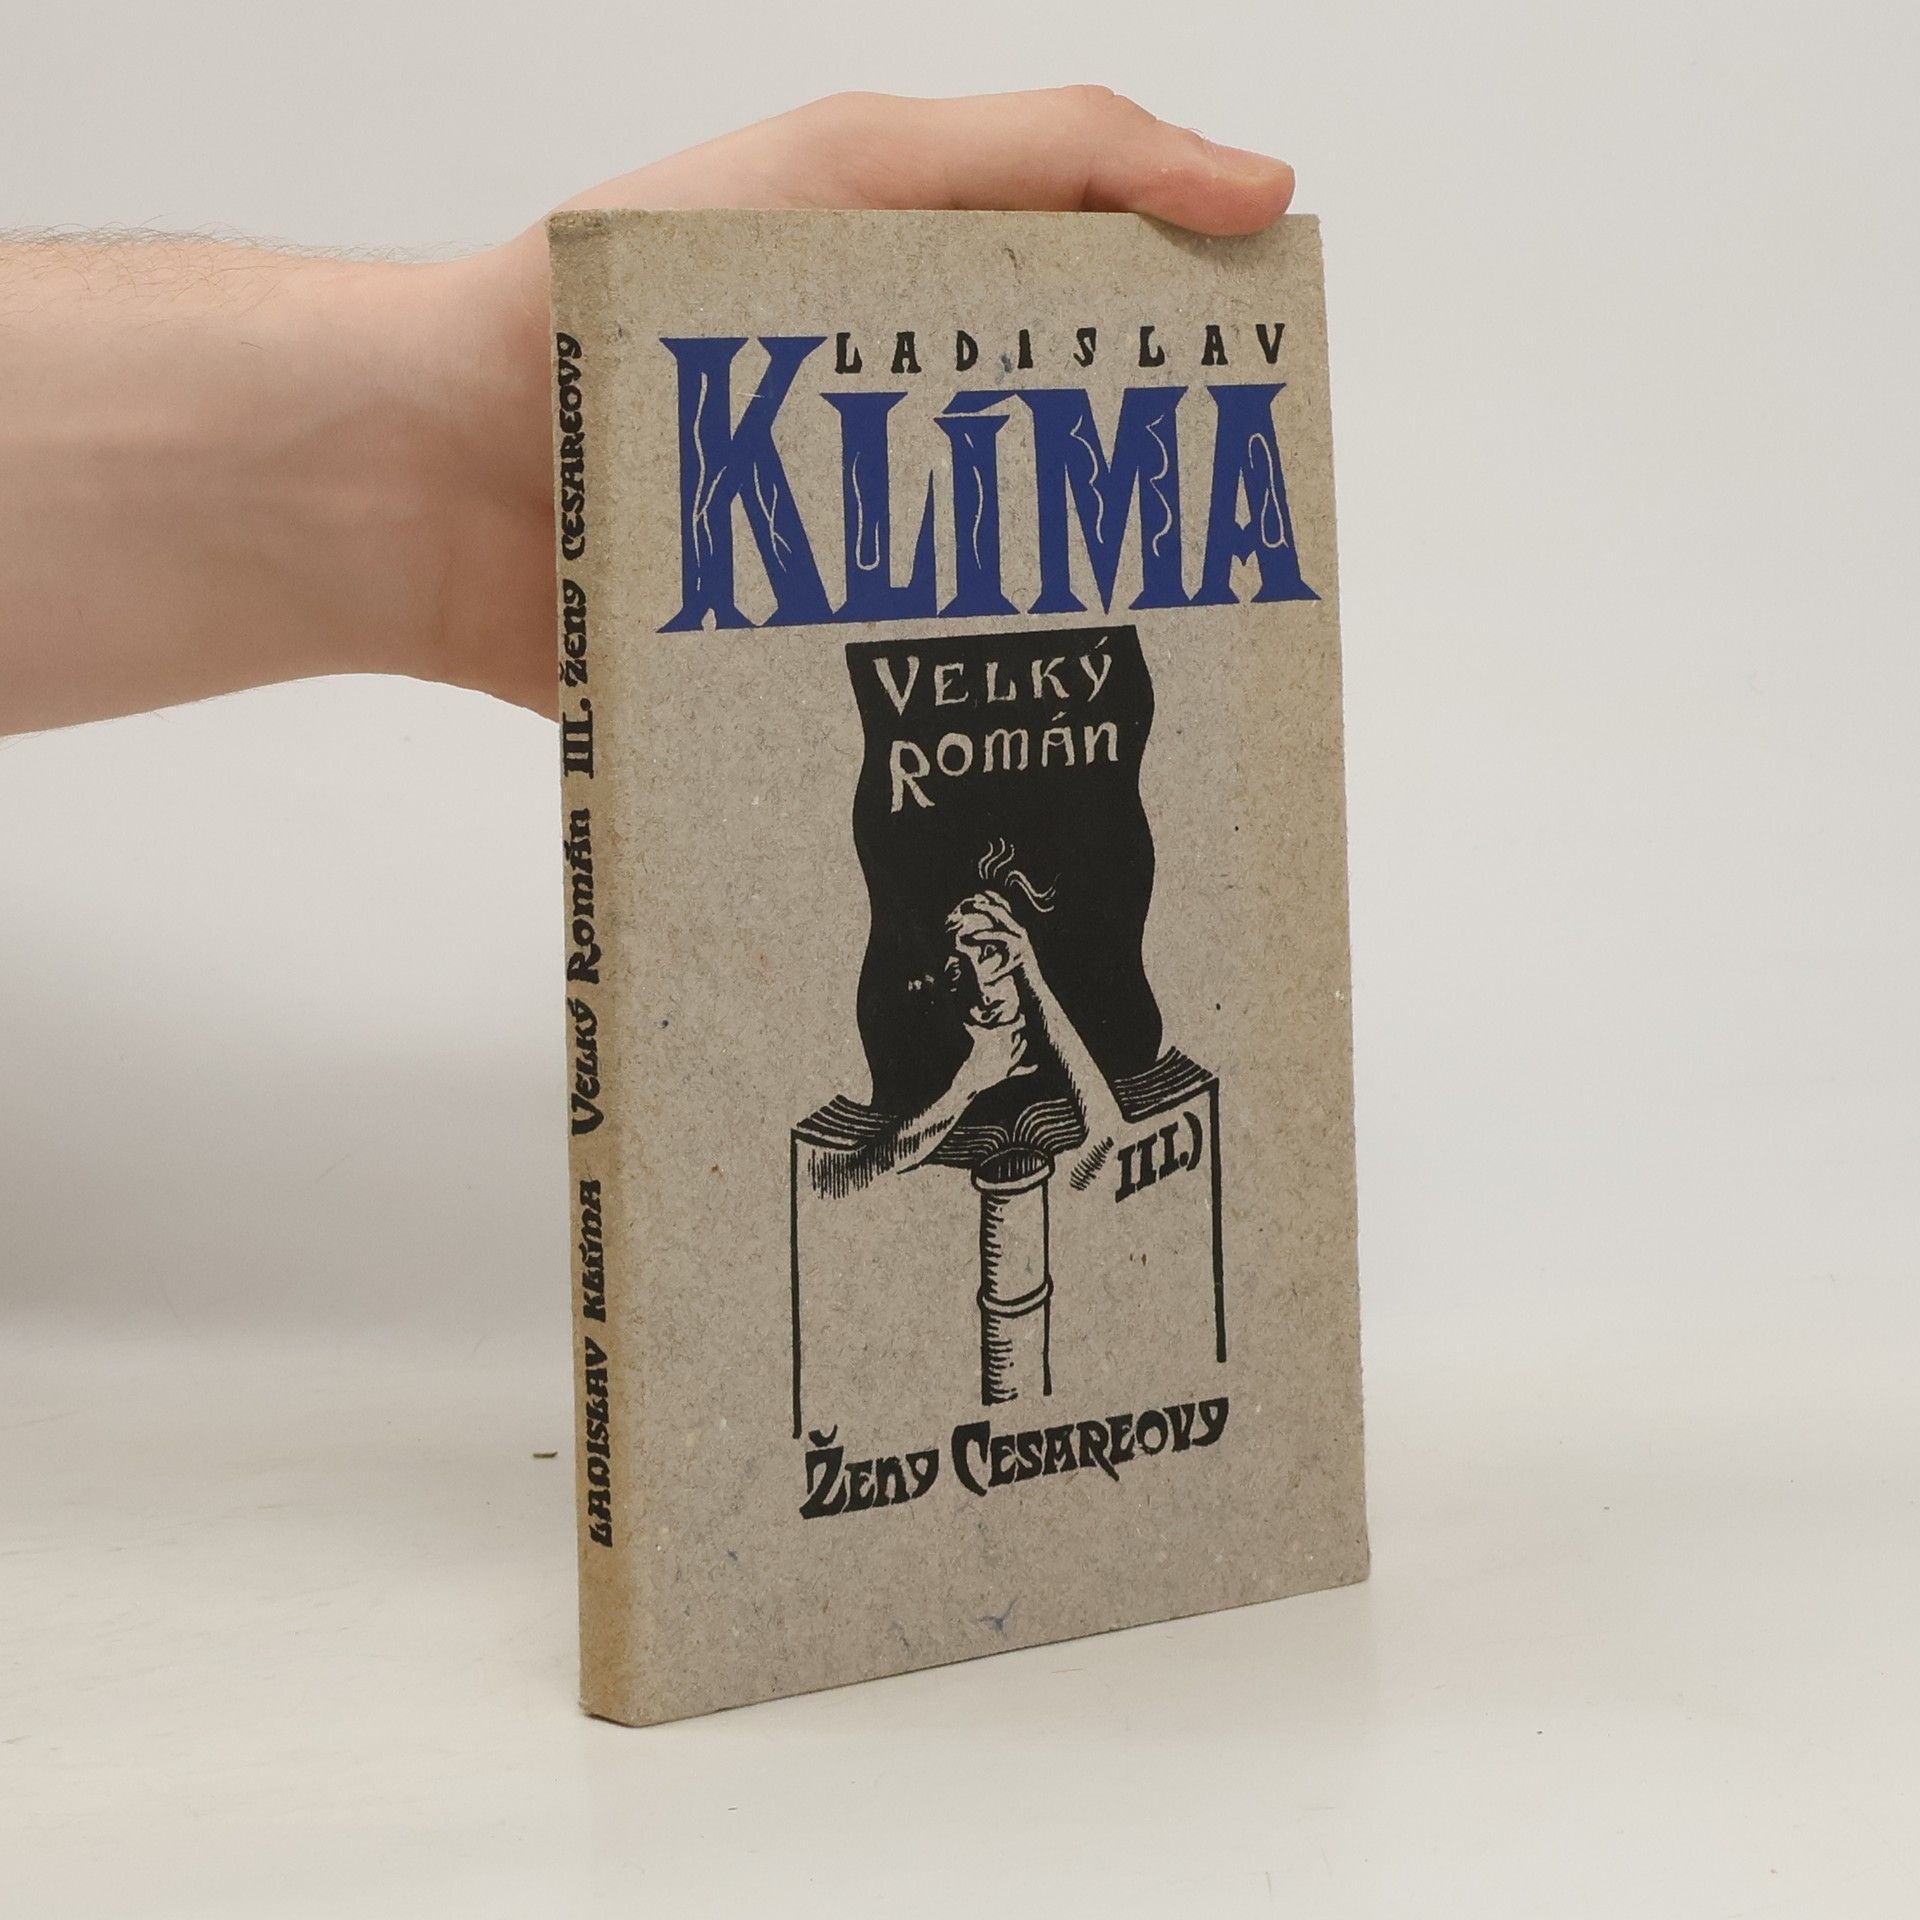 LADISLAV
KLÍMA
VELKÝ
ROMÁN
III.)
ŽENY CESAREOVY
LADISLAV KLÍMA VELKÝ ROMÁN III. ŽENY CESAREOVY